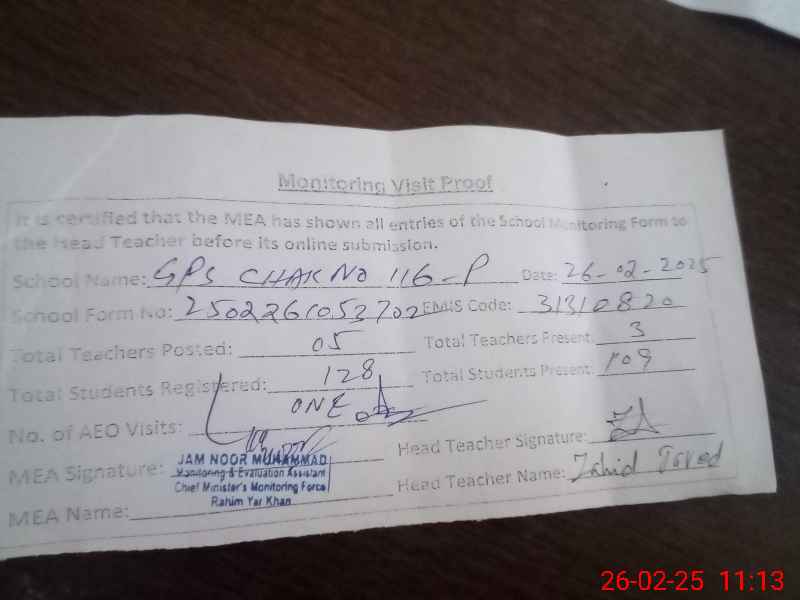 Monitoring Visit Proof
It is certified that the MEA has shown all entries of the School Monitoring Form to
the Head Teacher before its online submission.
School Name: GPS CHAK NO 116-P Date: 26-02-2025
School Form No: 2502261053702 EMIS Code: 31310820
Total Teachers Posted: 05 Total Teachers Present: 3
Total Students Registered: 128 Total Students Present: 109
No. of AEO Visits: ONE
MEA Signature: Head Teacher Signature:
JAM NOOR MUHAMMAD
Monitoring & Evaluation Assistant
Chief Minister's Monitoring Force
Rahim Yar Khan
MEA Name: Head Teacher Name: Zahid Javed
26-02-25 11:13